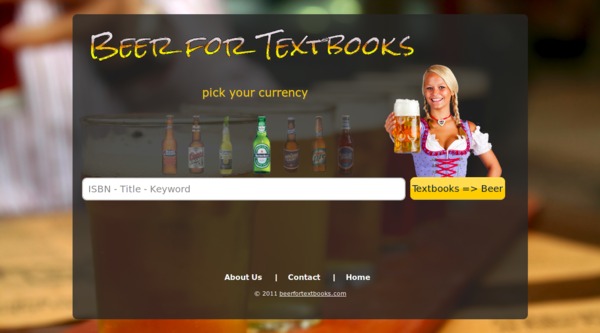 Beer for Textbooks
pick your currency
ISBN - Title - Keyword
Textbooks => Beer
About Us | Contact | Home
© 2011 beerfortextbooks.com